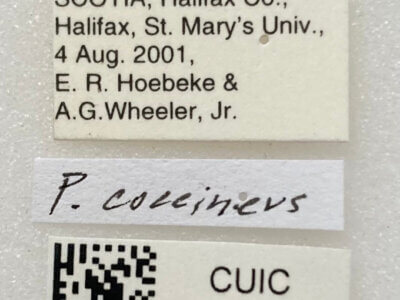 SCOTIA, Halifax Co.,
Halifax, St. Mary's Univ.,
4 Aug. 2001,
E. R. Hoebeke &
A.G.Wheeler, Jr.
P. coccineus
CUIC